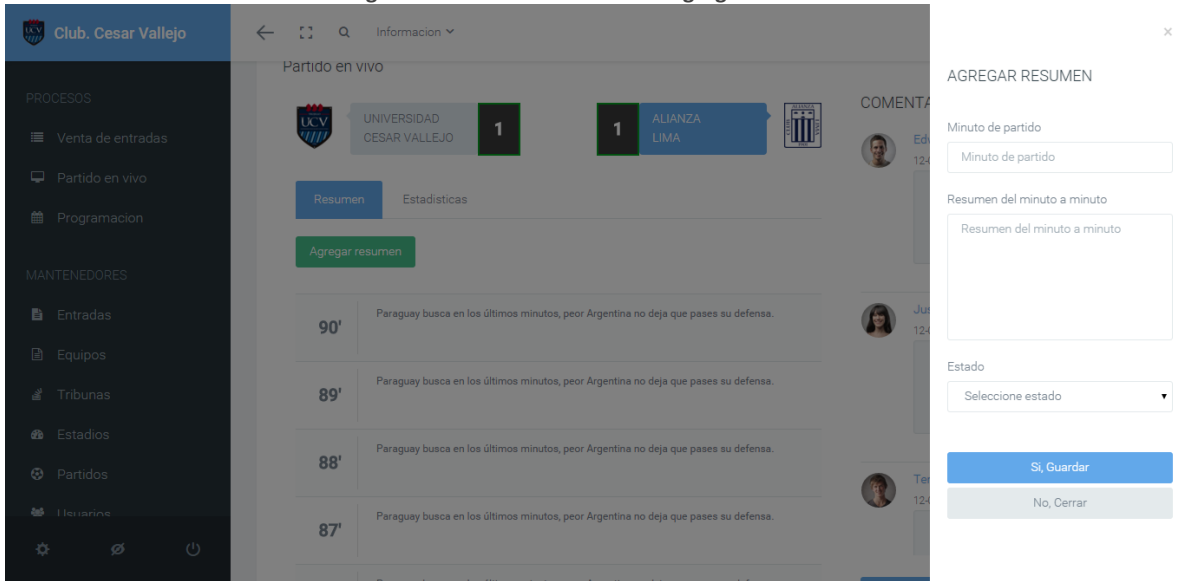 UCV
Club. Cesar Vallejo
Informacion
PROCESOS
Venta de entradas
Partido en vivo
Programacion
MANTENEDORES
Entradas
Equipos
Tribunas
Estadios
Partidos
Usuarios
Partido en vivo
UCV
UNIVERSIDAD
CESAR VALLEJO
1
1
ALIANZA
LIMA
Resumen
Estadisticas
Agregar resumen
90'
Paraguay busca en los últimos minutos, peor Argentina no deja que pases su defensa.
89'
Paraguay busca en los últimos minutos, peor Argentina no deja que pases su defensa.
88'
Paraguay busca en los últimos minutos, peor Argentina no deja que pases su defensa.
87'
Paraguay busca en los últimos minutos, peor Argentina no deja que pases su defensa.
COMENTA
×
AGREGAR RESUMEN
Minuto de partido
Minuto de partido
Resumen del minuto a minuto
Resumen del minuto a minuto
Estado
Seleccione estado
Si, Guardar
No, Cerrar